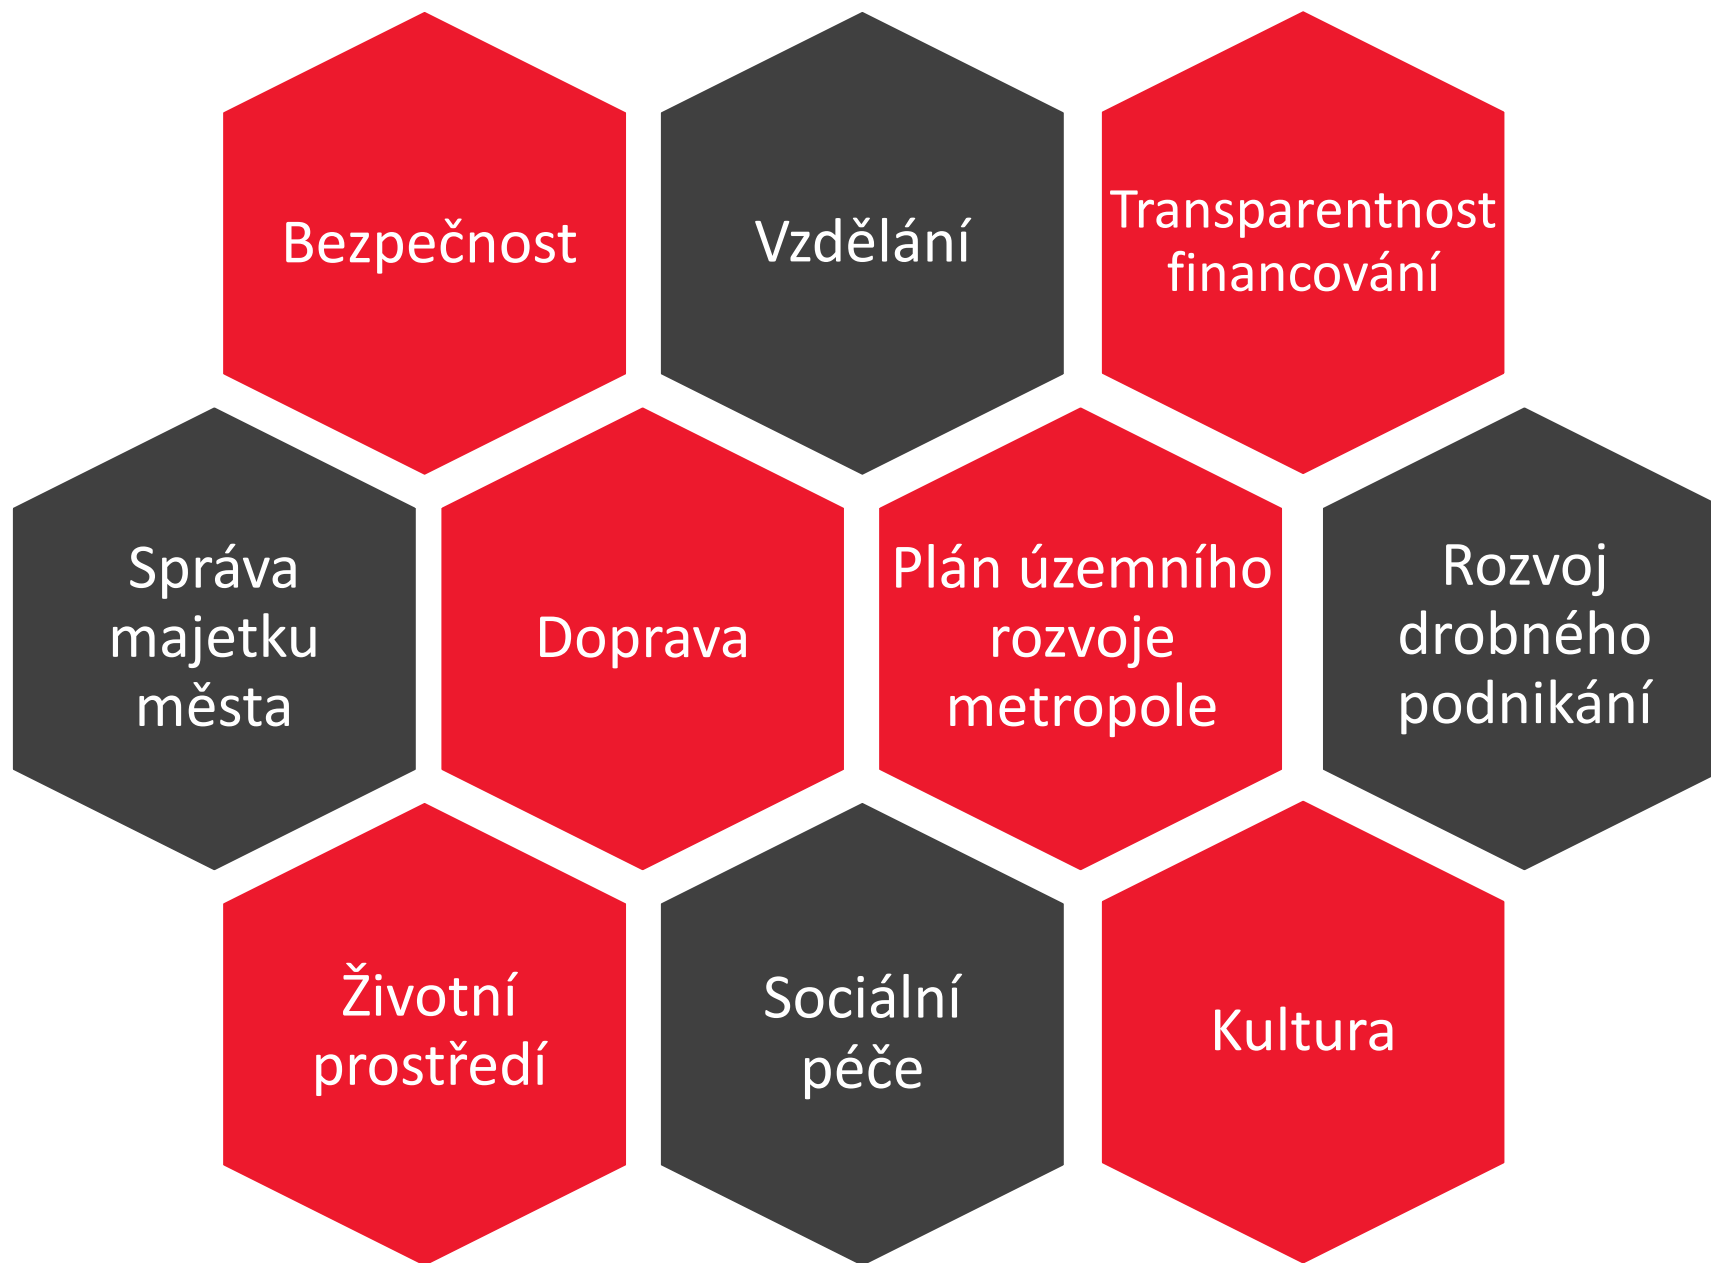 Bezpečnost
Vzdělání
Transparentnost
financování
Správa
majetku
města
Doprava
Plán územního
rozvoje
metropole
Rozvoj
drobného
podnikání
Životní
prostředí
Sociální
péče
Kultura